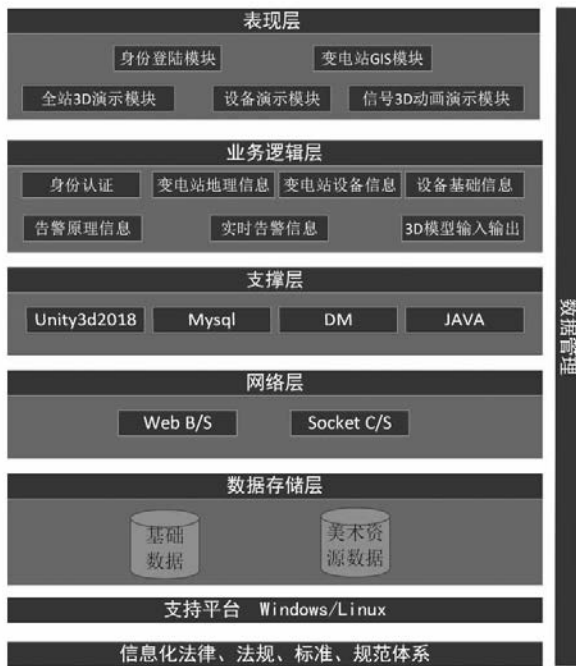 表现层
身份登陆模块
变电站GIS模块
全站3D演示模块
设备演示模块
信号3D动画演示模块
业务逻辑层
身份认证
变电站地理信息
变电站设备信息
设备基础信息
告警原理信息
实时告警信息
3D模型输入输出
支撑层
Unity3d2018
Mysql
DM
JAVA
网络层
Web B/S
Socket C/S
数据存储层
基础
数据
美术资
源数据
支持平台 Windows/Linux
信息化法律、法规、标准、规范体系
数据管理